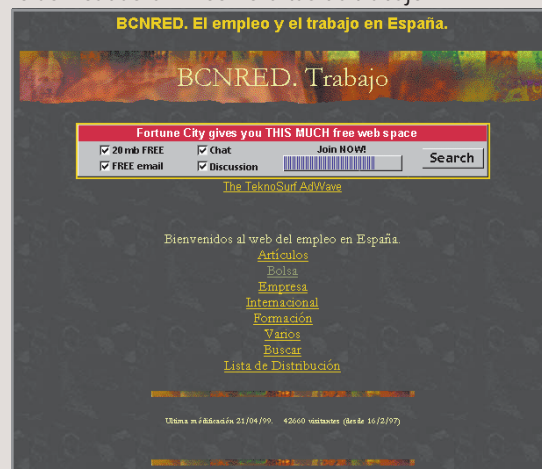 BCNRED. El empleo y el trabajo en España.
BCNRED. Trabajo
Fortune City gives you THIS MUCH free web space
20 mb FREE Chat Join NOW!
FREE email Discussion Search
The TeknoSurf AdWave
Bienvenidos al web del empleo en España.
Artículos
Bolsa
Empresa
Internacional
Formación
Varios
Buscar
Lista de Distribución
Ultima módificación 21/04/99. 42660 visitantes (desde 16/2/97)